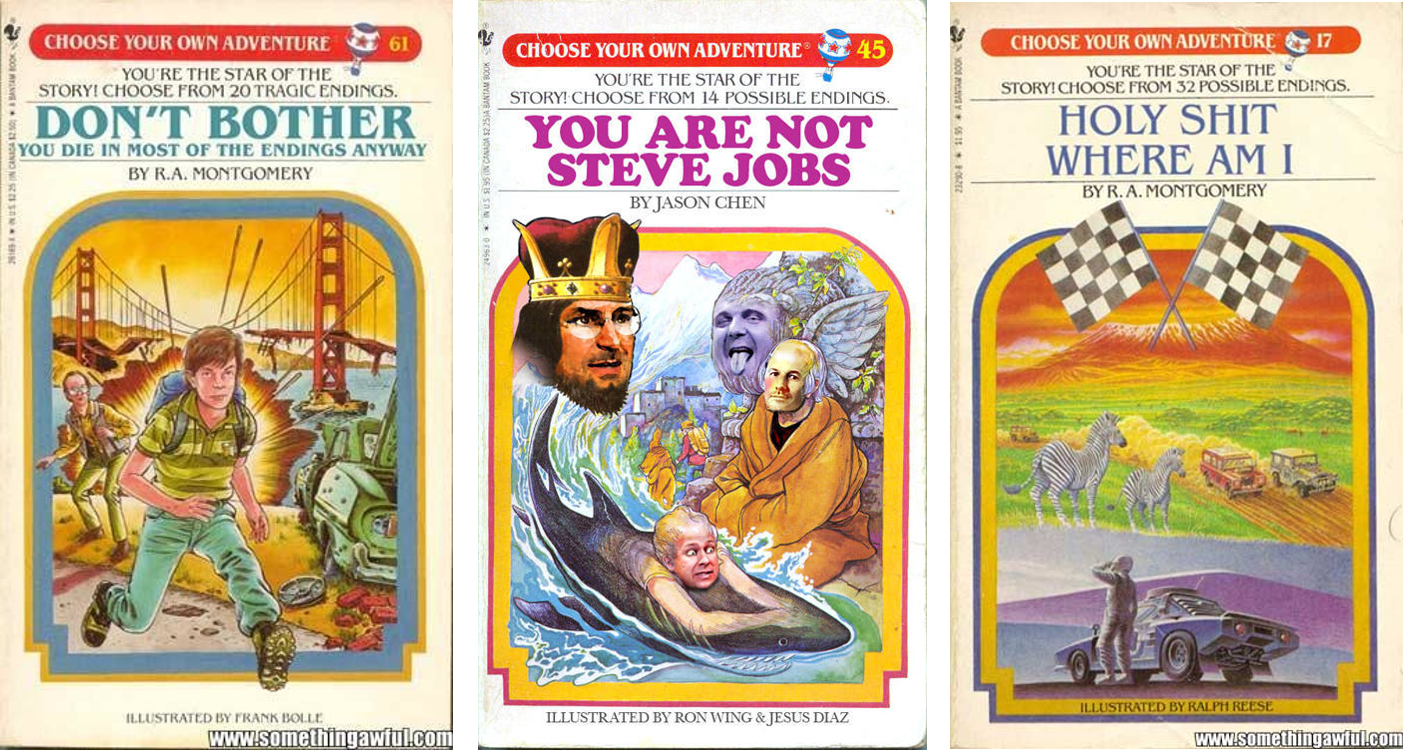 CHOOSE YOUR OWN ADVENTURE 61
YOU'RE THE STAR OF THE
STORY! CHOOSE FROM 20 TRAGIC ENDINGS.
DON'T BOTHER
YOU DIE IN MOST OF THE ENDINGS ANYWAY
BY R.A. MONTGOMERY
ILLUSTRATED BY FRANK BOLLE
www.somethingawful.com
CHOOSE YOUR OWN ADVENTURE® 45
YOU'RE THE STAR OF THE
STORY! CHOOSE FROM 14 POSSIBLE ENDINGS.
YOU ARE NOT
STEVE JOBS
BY JASON CHEN
ILLUSTRATED BY RON WING & JESUS DIAZ
CHOOSE YOUR OWN ADVENTURE 17
YOU'RE THE STAR OF THE
STORY! CHOOSE FROM 32 POSSIBLE ENDINGS.
HOLY SHIT
WHERE AM I
BY R. A. MONTGOMERY
ILLUSTRATED BY RALPH REESE
www.somethingawful.com